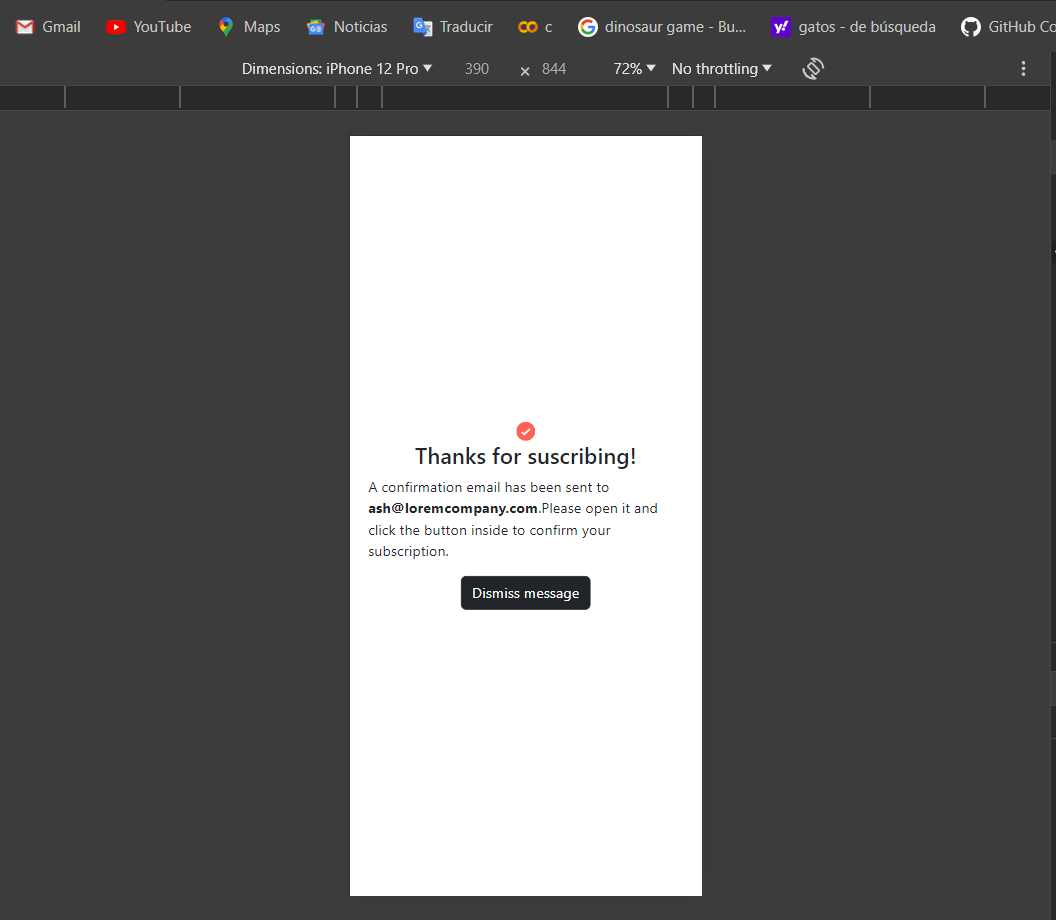 Gmail YouTube Maps Noticias Traducir c dinosaur game - Bu... gatos - de búsqueda GitHub Co
Dimensions: iPhone 12 Pro 390 × 844 72% No throttling
Thanks for suscribing!
A confirmation email has been sent to
ash@loremcompany.com.Please open it and
click the button inside to confirm your
subscription.
Dismiss message